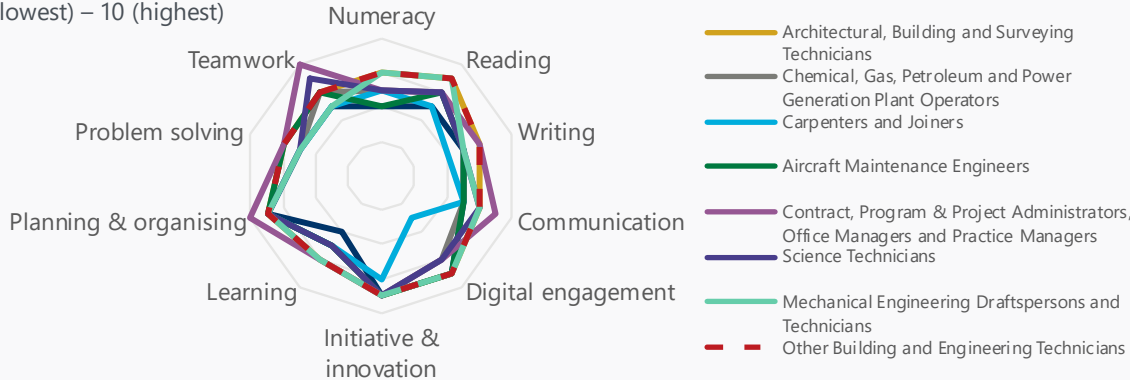 lowest) – 10 (highest)
Numeracy
Reading
Writing
Communication
Digital engagement
Initiative &
innovation
Learning
Planning & organising
Problem solving
Teamwork
Architectural, Building and Surveying
Technicians
Chemical, Gas, Petroleum and Power
Generation Plant Operators
Carpenters and Joiners
Aircraft Maintenance Engineers
Contract, Program & Project Administrators,
Office Managers and Practice Managers
Science Technicians
Mechanical Engineering Draftspersons and
Technicians
Other Building and Engineering Technicians